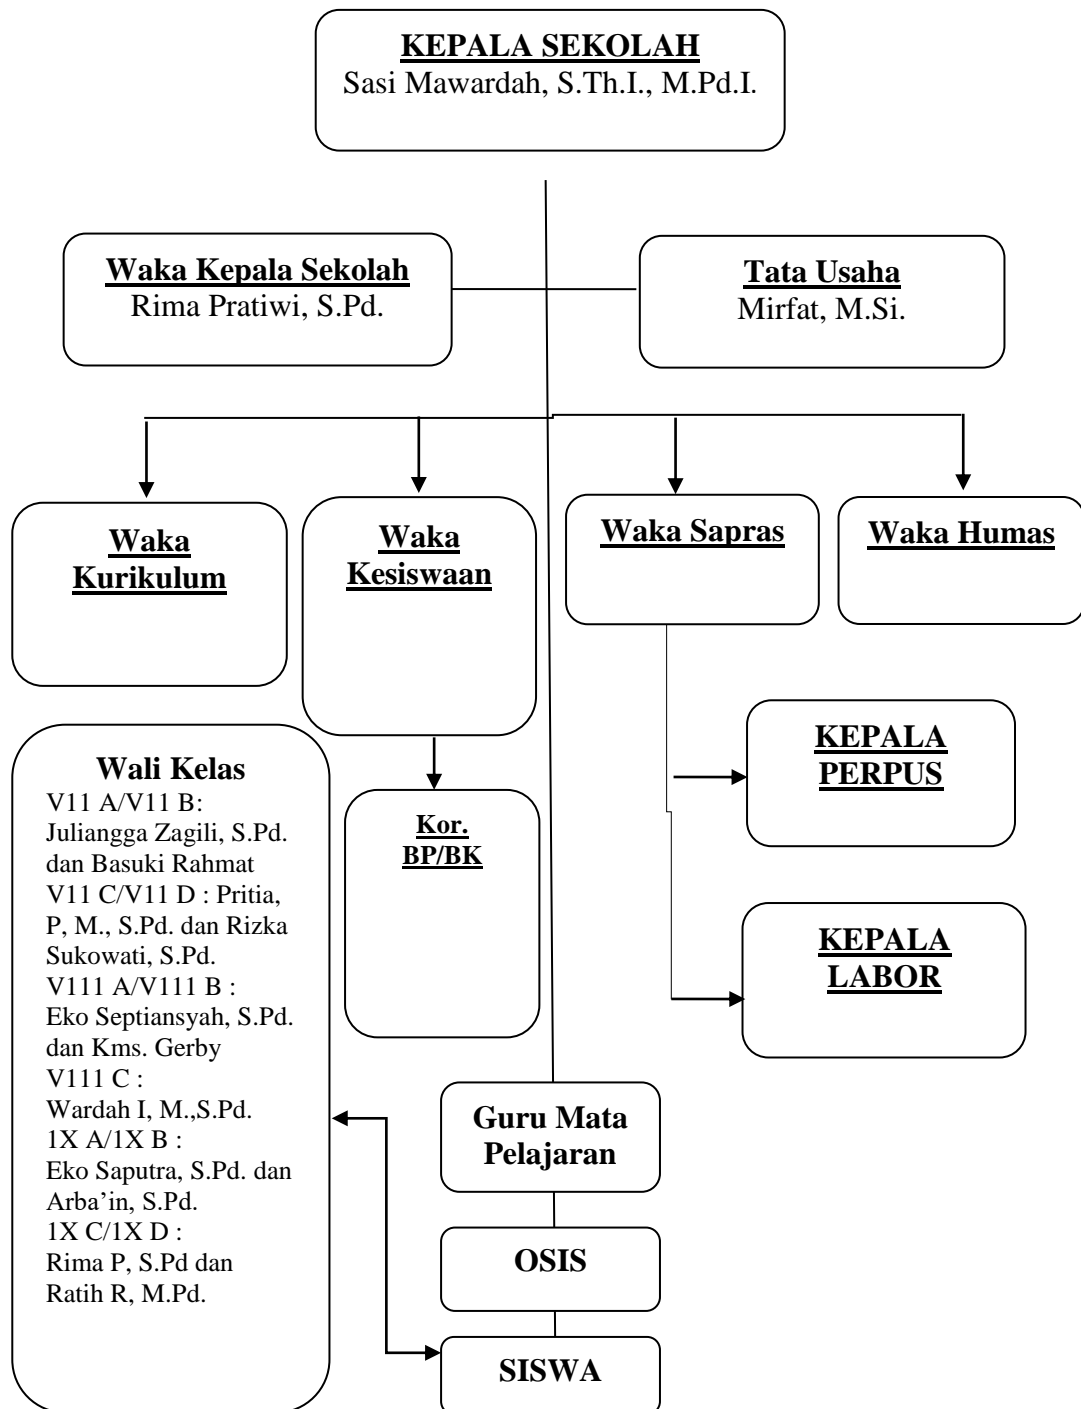 KEPALA SEKOLAH
Sasi Mawardah, S.Th.I., M.Pd.I.
Waka Kepala Sekolah
Rima Pratiwi, S.Pd.
Tata Usaha
Mirfat, M.Si.
Waka
Kurikulum
Waka
Kesiswaan
Waka Sapras
Waka Humas
KEPALA
PERPUS
Wali Kelas
V11 A/V11 B:
Juliangga Zagili, S.Pd.
dan Basuki Rahmat
V11 C/V11 D : Pritia,
P, M., S.Pd. dan Rizka
Sukowati, S.Pd.
V111 A/V111 B :
Eko Septiansyah, S.Pd.
dan Kms. Gerby
V111 C :
Wardah I, M.,S.Pd.
1X A/1X B :
Eko Saputra, S.Pd. dan
Arba’in, S.Pd.
1X C/1X D :
Rima P, S.Pd dan
Ratih R, M.Pd.
Kor.
BP/BK
KEPALA
LABOR
Guru Mata
Pelajaran
OSIS
SISWA